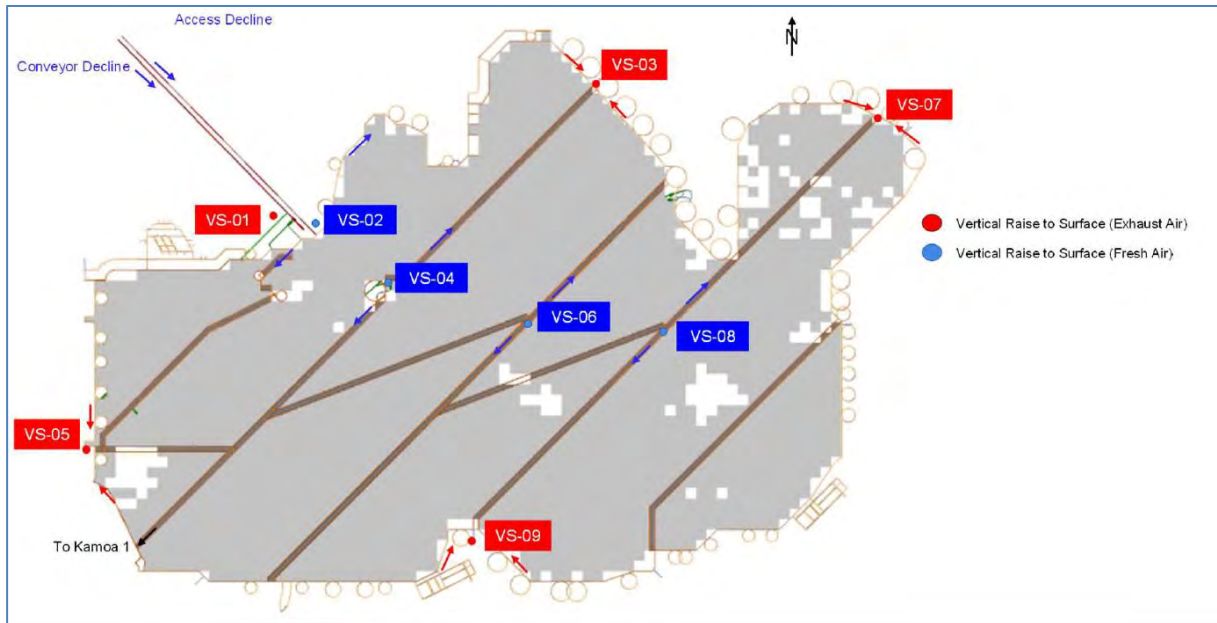 Access Decline
N
Conveyor Decline
VS-03
VS-07
VS-01
VS-02
Vertical Raise to Surface (Exhaust Air)
Vertical Raise to Surface (Fresh Air)
VS-04
VS-06
VS-08
VS-05
VS-09
To Kamoa 1